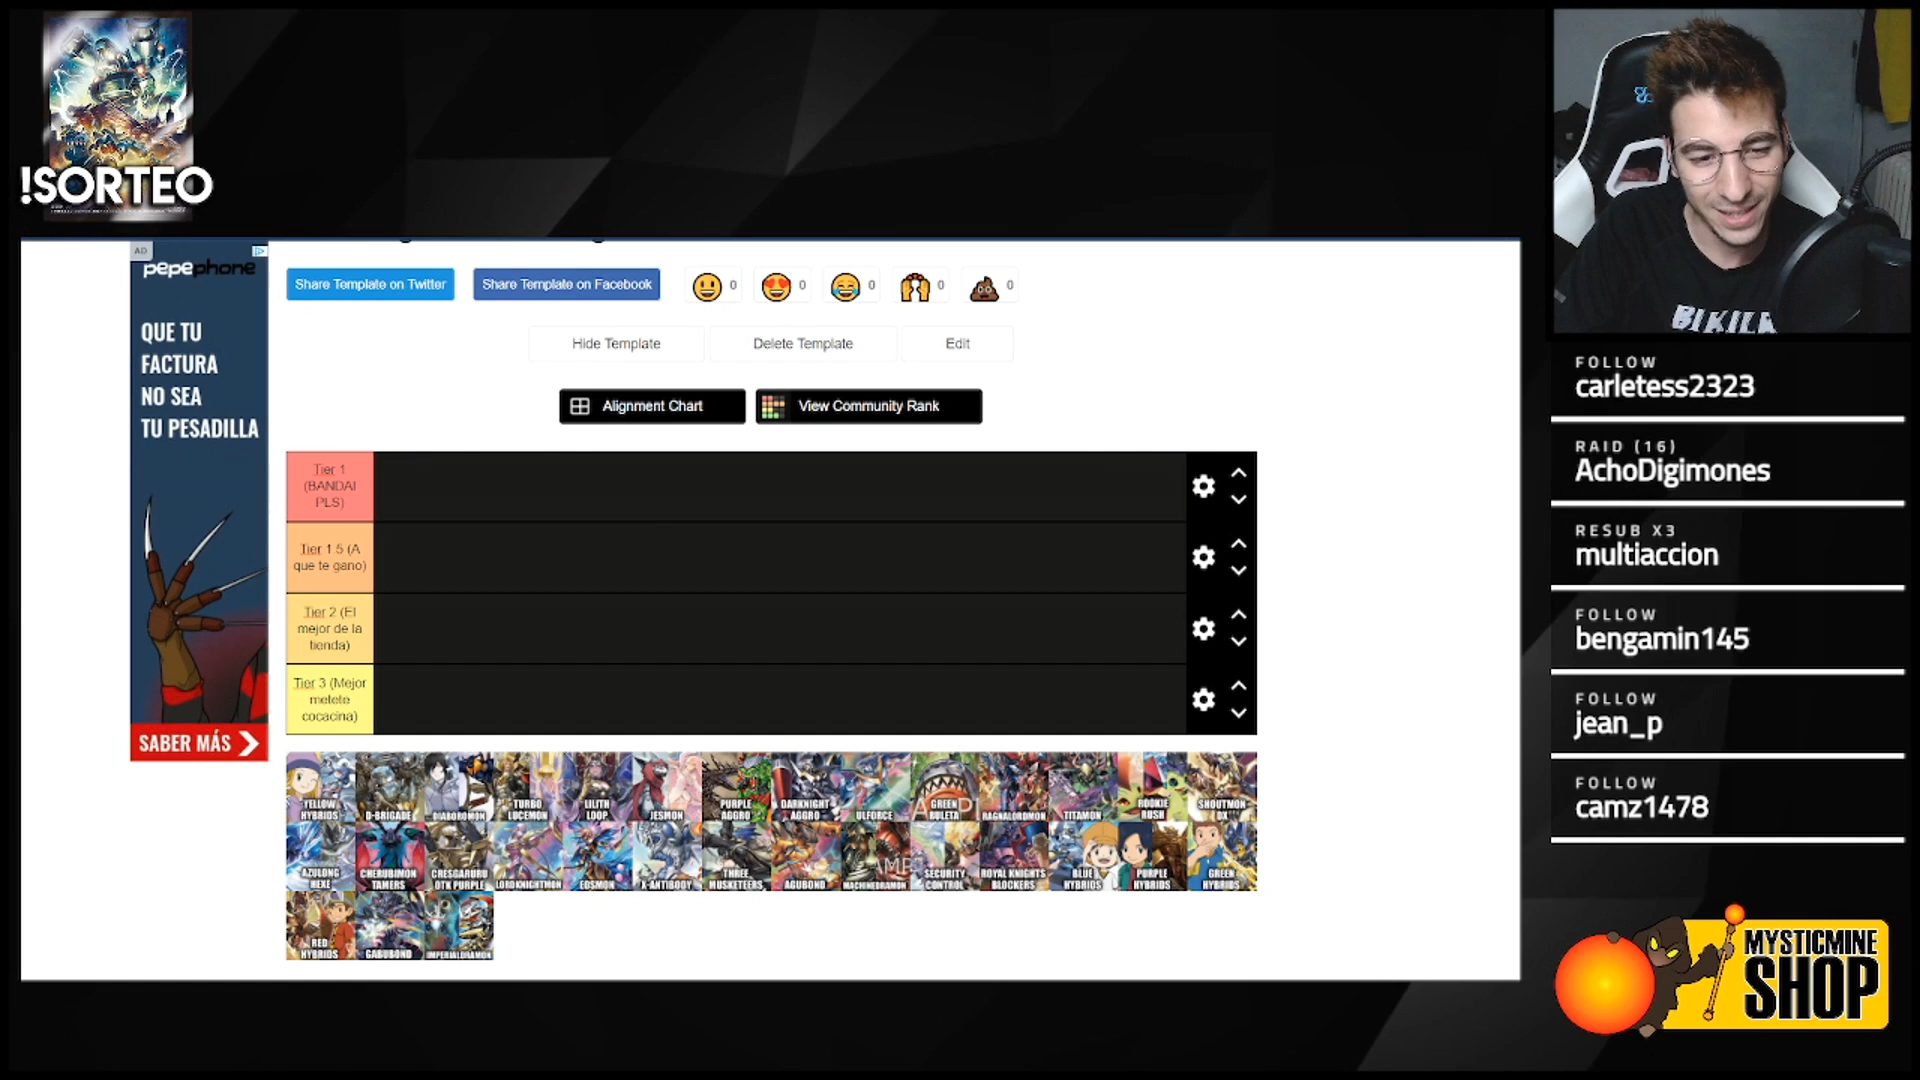 !SORTEO
AD
pepephone
QUE TU
FACTURA
NO SEA
TU PESADILLA
SABER MÁS
Share Template on Twitter
Share Template on Facebook
0
0
0
0
0
Hide Template
Delete Template
Edit
Alignment Chart
View Community Rank
Tier 1
(BANDAI
PLS)
Tier 1.5 (A
que te gano)
Tier 2 (El
mejor de la
tienda)
Tier 3 (Mejor
metete
cocacina)
YELLOW
HYBRIDS
D-BRIGADE
DIABOROMON
TURBO
LUCEMON
LILITH
LOOP
JESMON
PURPLE
AGGRO
DARKNIGHT
AGGRO
ULFORCE
GREEN
BULETA
RAGNALORDMON
TITAMON
ROOKIE
RUSH
SHOUTMON
DX
AZULONG
HEXE
CHERUBIMON
TAMERS
CRESGARURU
OTK PURPLE
LORDKNIGHTMON
EOSMON
X-ANTIBODY
THREE
MUSKETEERS
AGUBOND
MACHINEDRAMON
SECURITY
CONTROL
ROYAL KNIGHTS
BLOCKERS
BLUE
HYBRIDS
PURPLE
HYBRIDS
GREEN
HYBRIDS
RED
HYBRIDS
GABUBOND
IMPERIALDRAMON
FOLLOW
carletess2323
RAID (16)
AchoDigimones
RESUB X3
multiaccion
FOLLOW
bengamin145
FOLLOW
jean_p
FOLLOW
camz1478
MYSTICMINE
SHOP